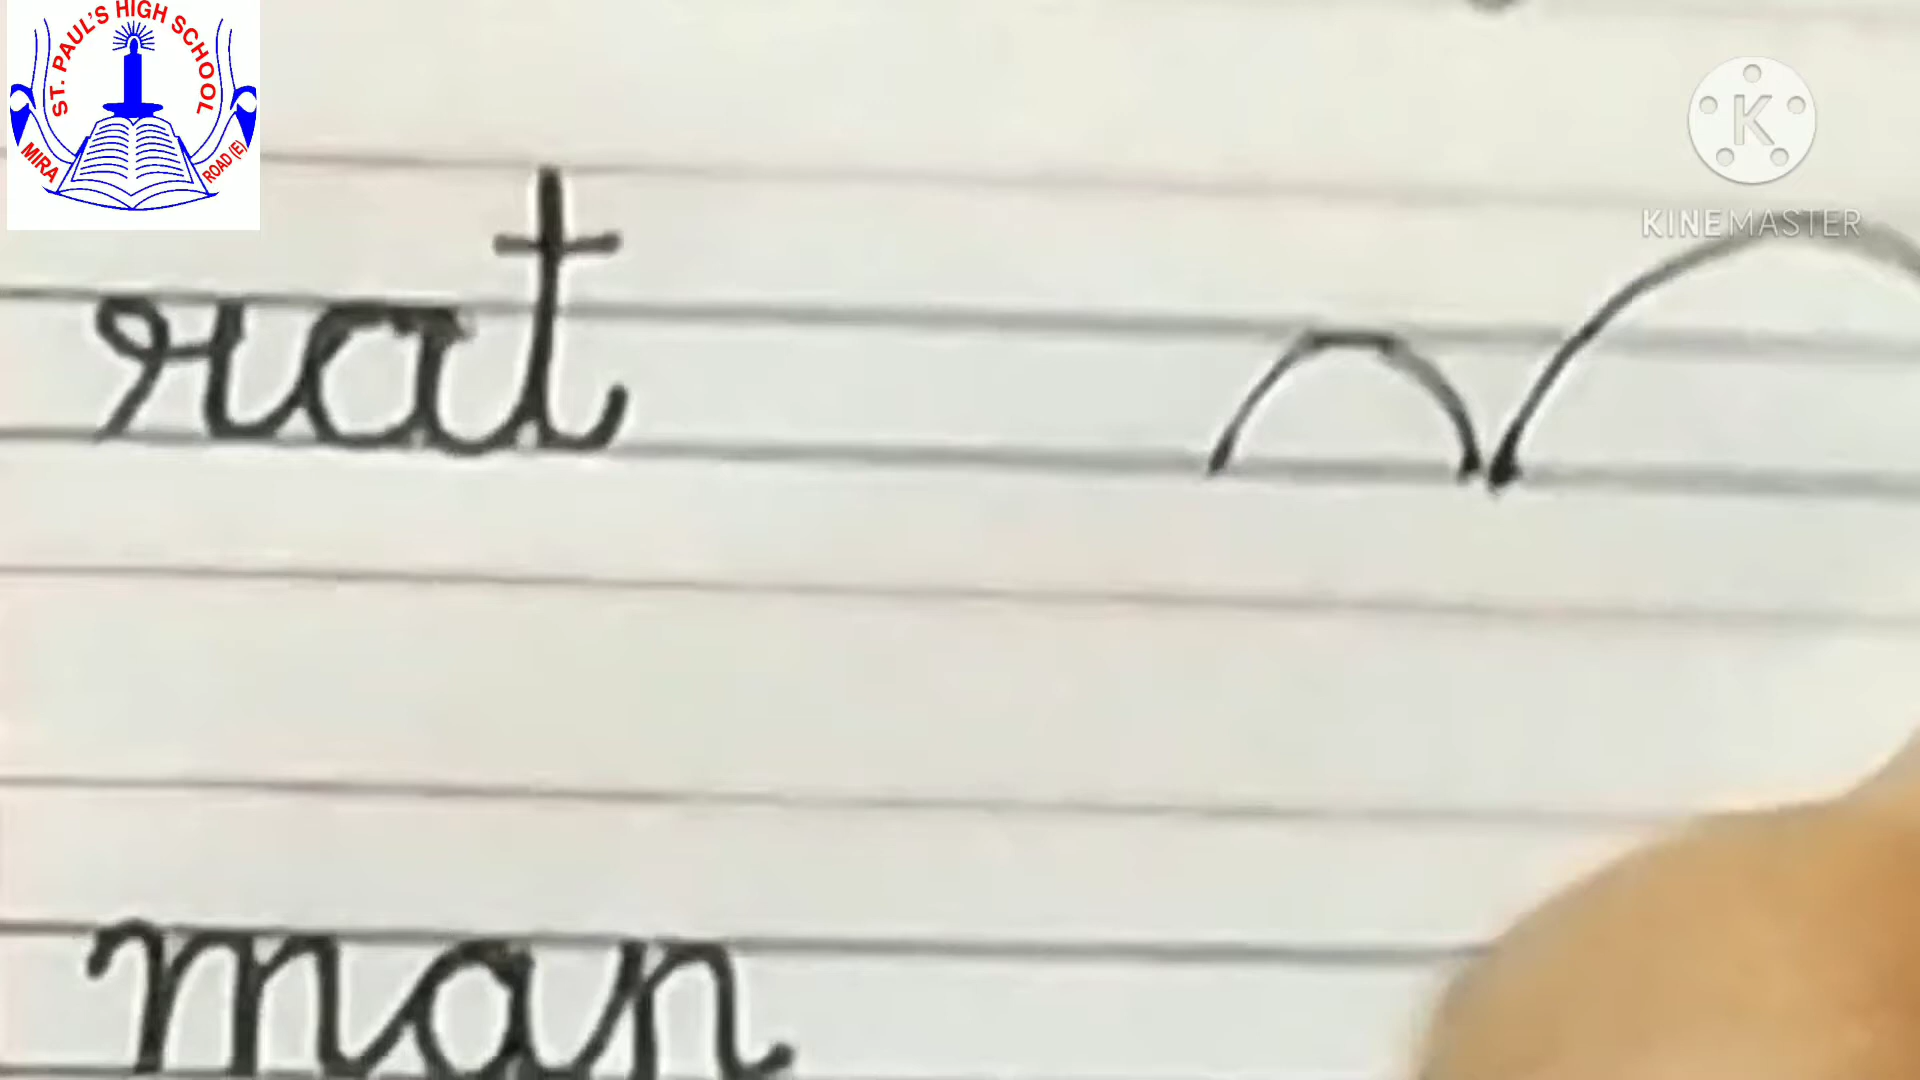 ST. PAUL'S HIGH SCHOOL
MIRA ROAD (E)
K
KINEMASTER
rat
man